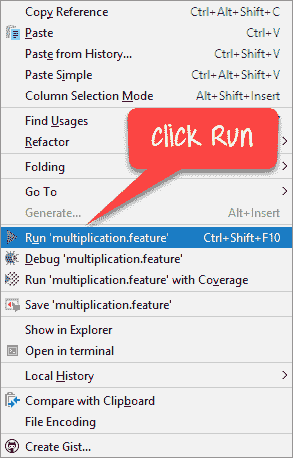 Copy Reference Ctrl+Alt+Shift+C
Paste Ctrl+V
Paste from History... Ctrl+Shift+V
Paste Simple Ctrl+Alt+Shift+V
Column Selection Mode Alt+Shift+Insert
Find Usages
Refactor
click Run
Folding
Go To
Generate... Alt+Insert
Run 'multiplication.feature' Ctrl+Shift+F10
Debug 'multiplication.feature'
Run 'multiplication.feature' with Coverage
Save 'multiplication.feature'
Show in Explorer
Open in terminal
Local History
Compare with Clipboard
File Encoding
Create Gist...